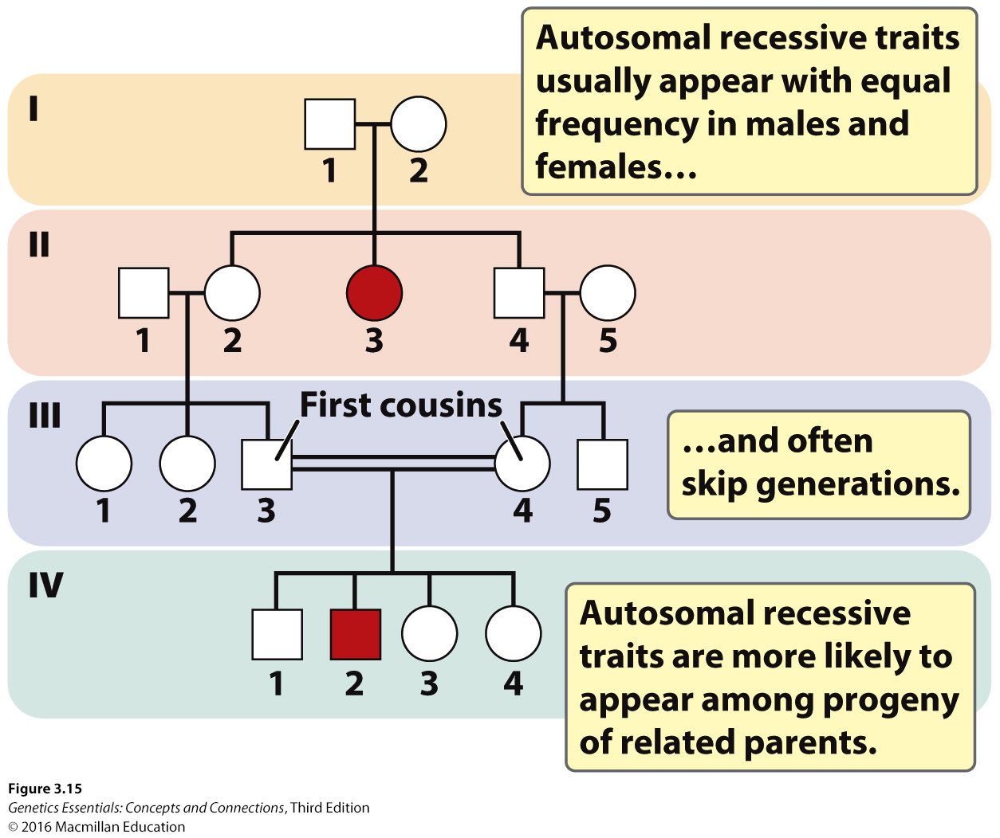 Autosomal recessive traits
usually appear with equal
frequency in males and
females...
I
1 2
II
1 2 3 4 5
First cousins
III
...and often
skip generations.
1 2 3 4 5
IV
Autosomal recessive
traits are more likely to
appear among progeny
of related parents.
1 2 3 4
Figure 3.15
Genetics Essentials: Concepts and Connections, Third Edition
© 2016 Macmillan Education